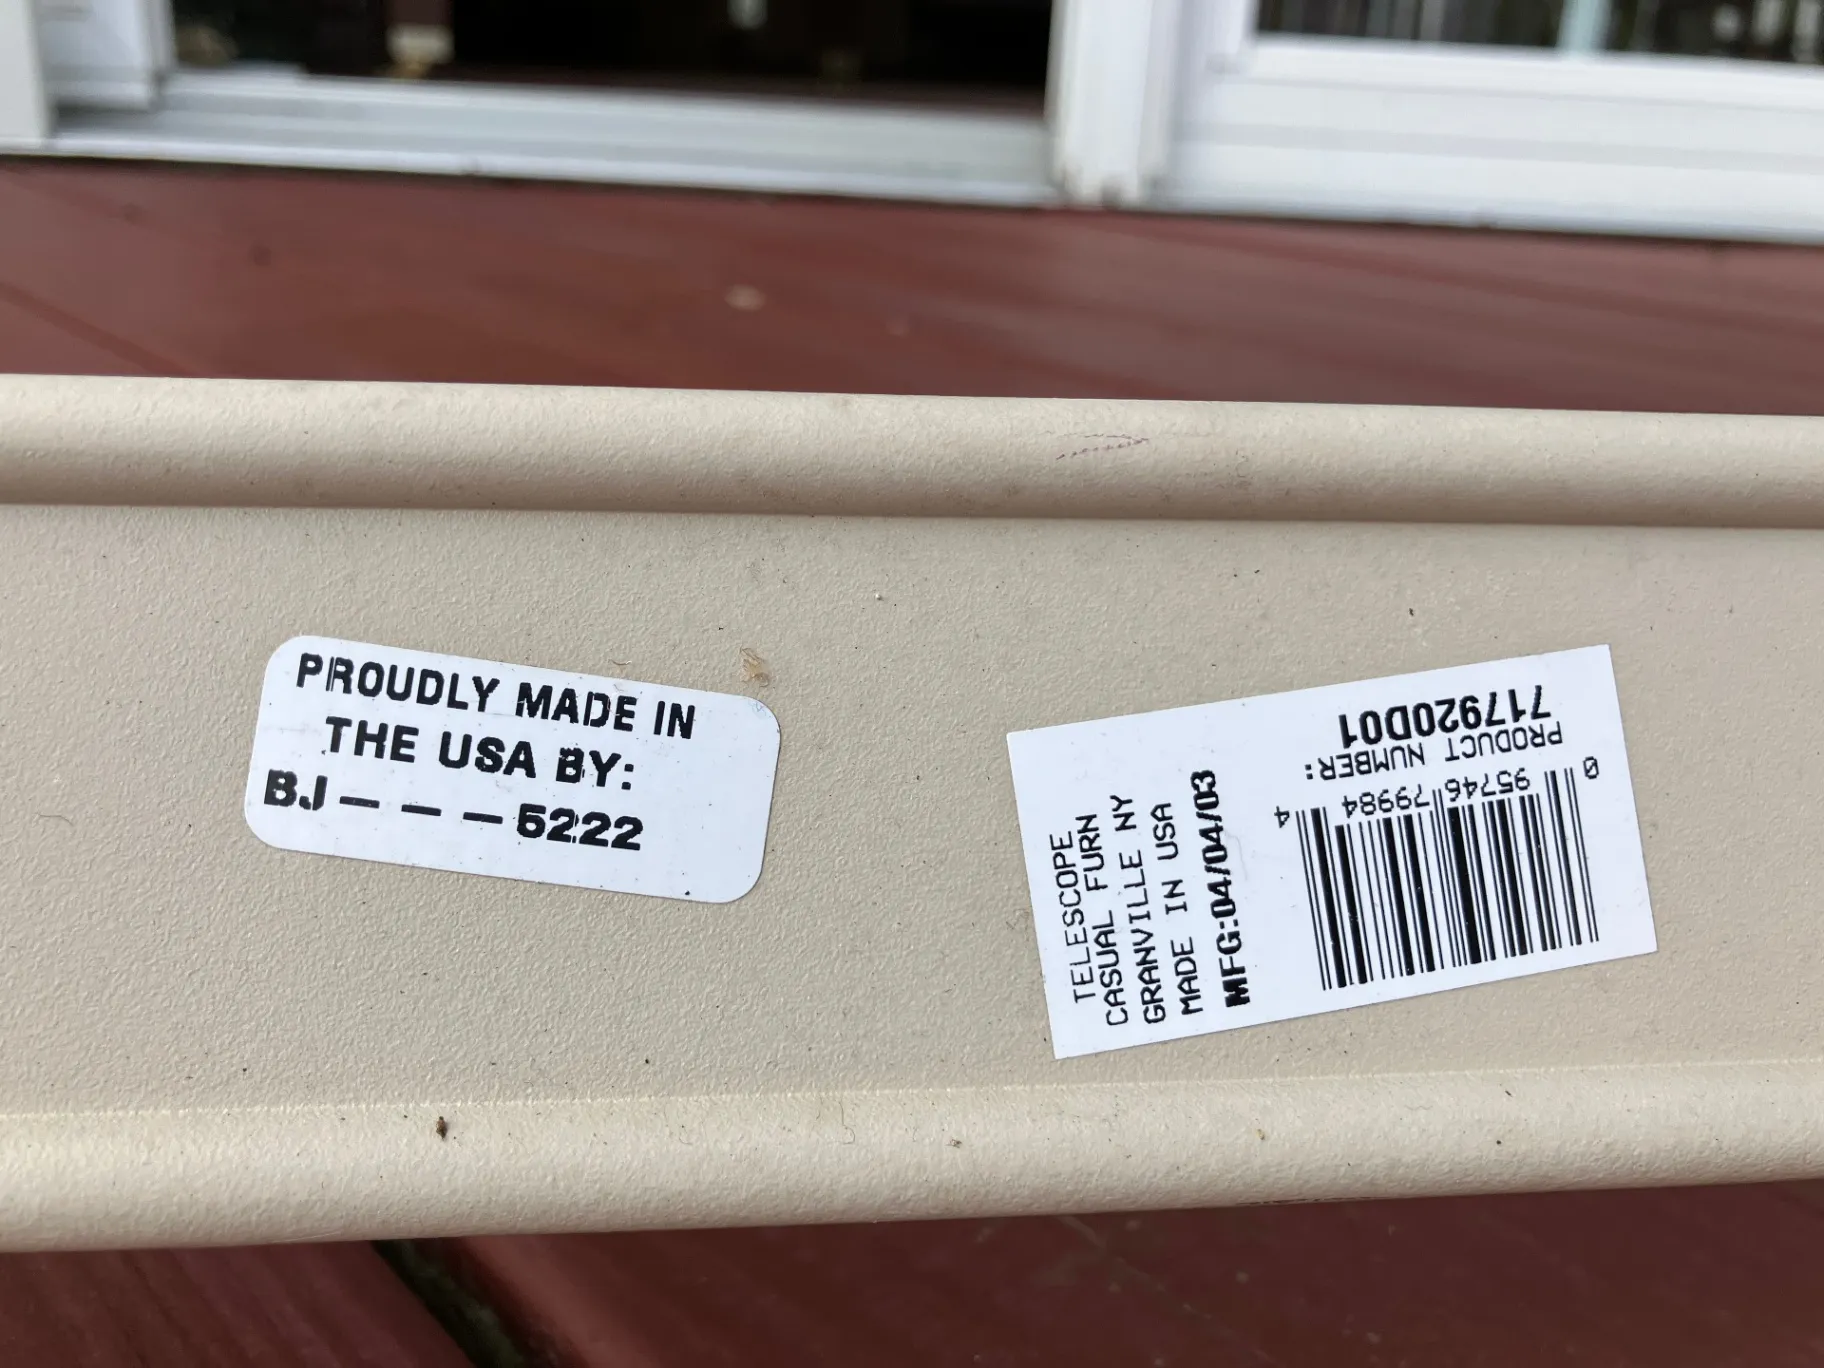 PROUDLY MADE IN
THE USA BY:
BJ - - - 5222
TELESCOPE
CASUAL FURN
GRANVILLE NY
MADE IN USA
MFG:04/04/03
PRODUCT NUMBER:
717920D01
0 95746 79984 4